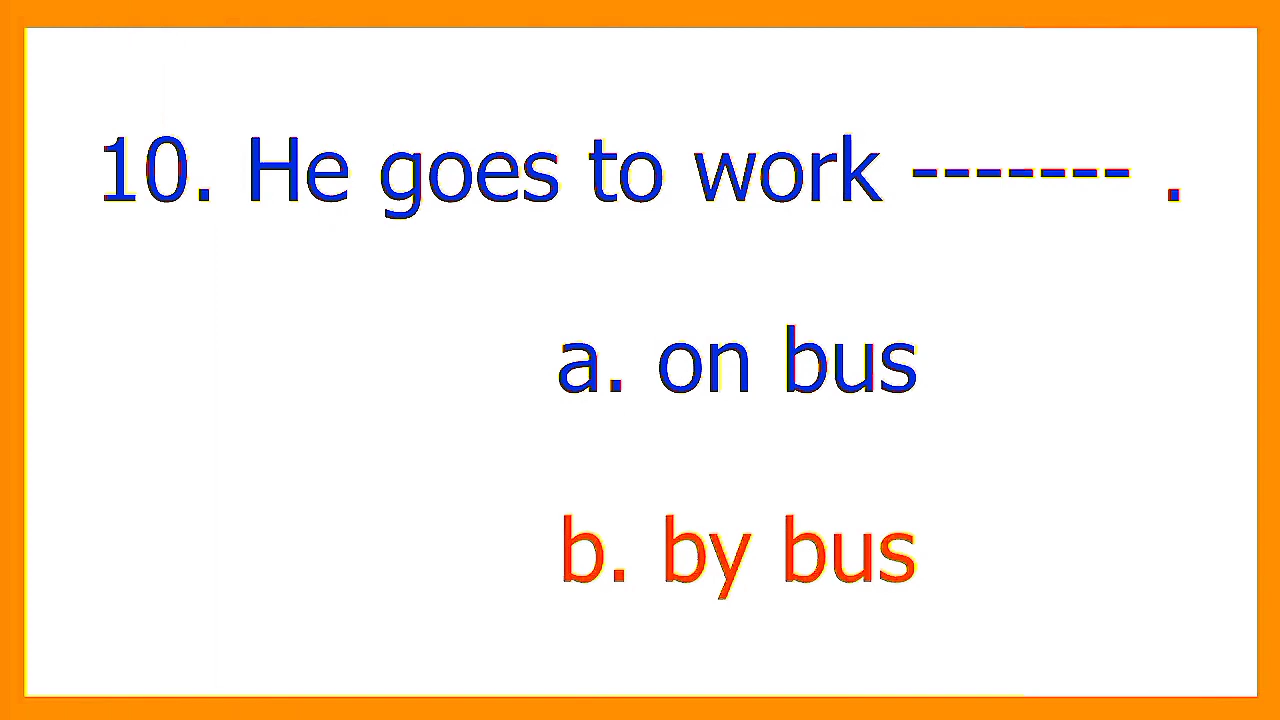 10. He goes to work ------- .
a. on bus
b. by bus